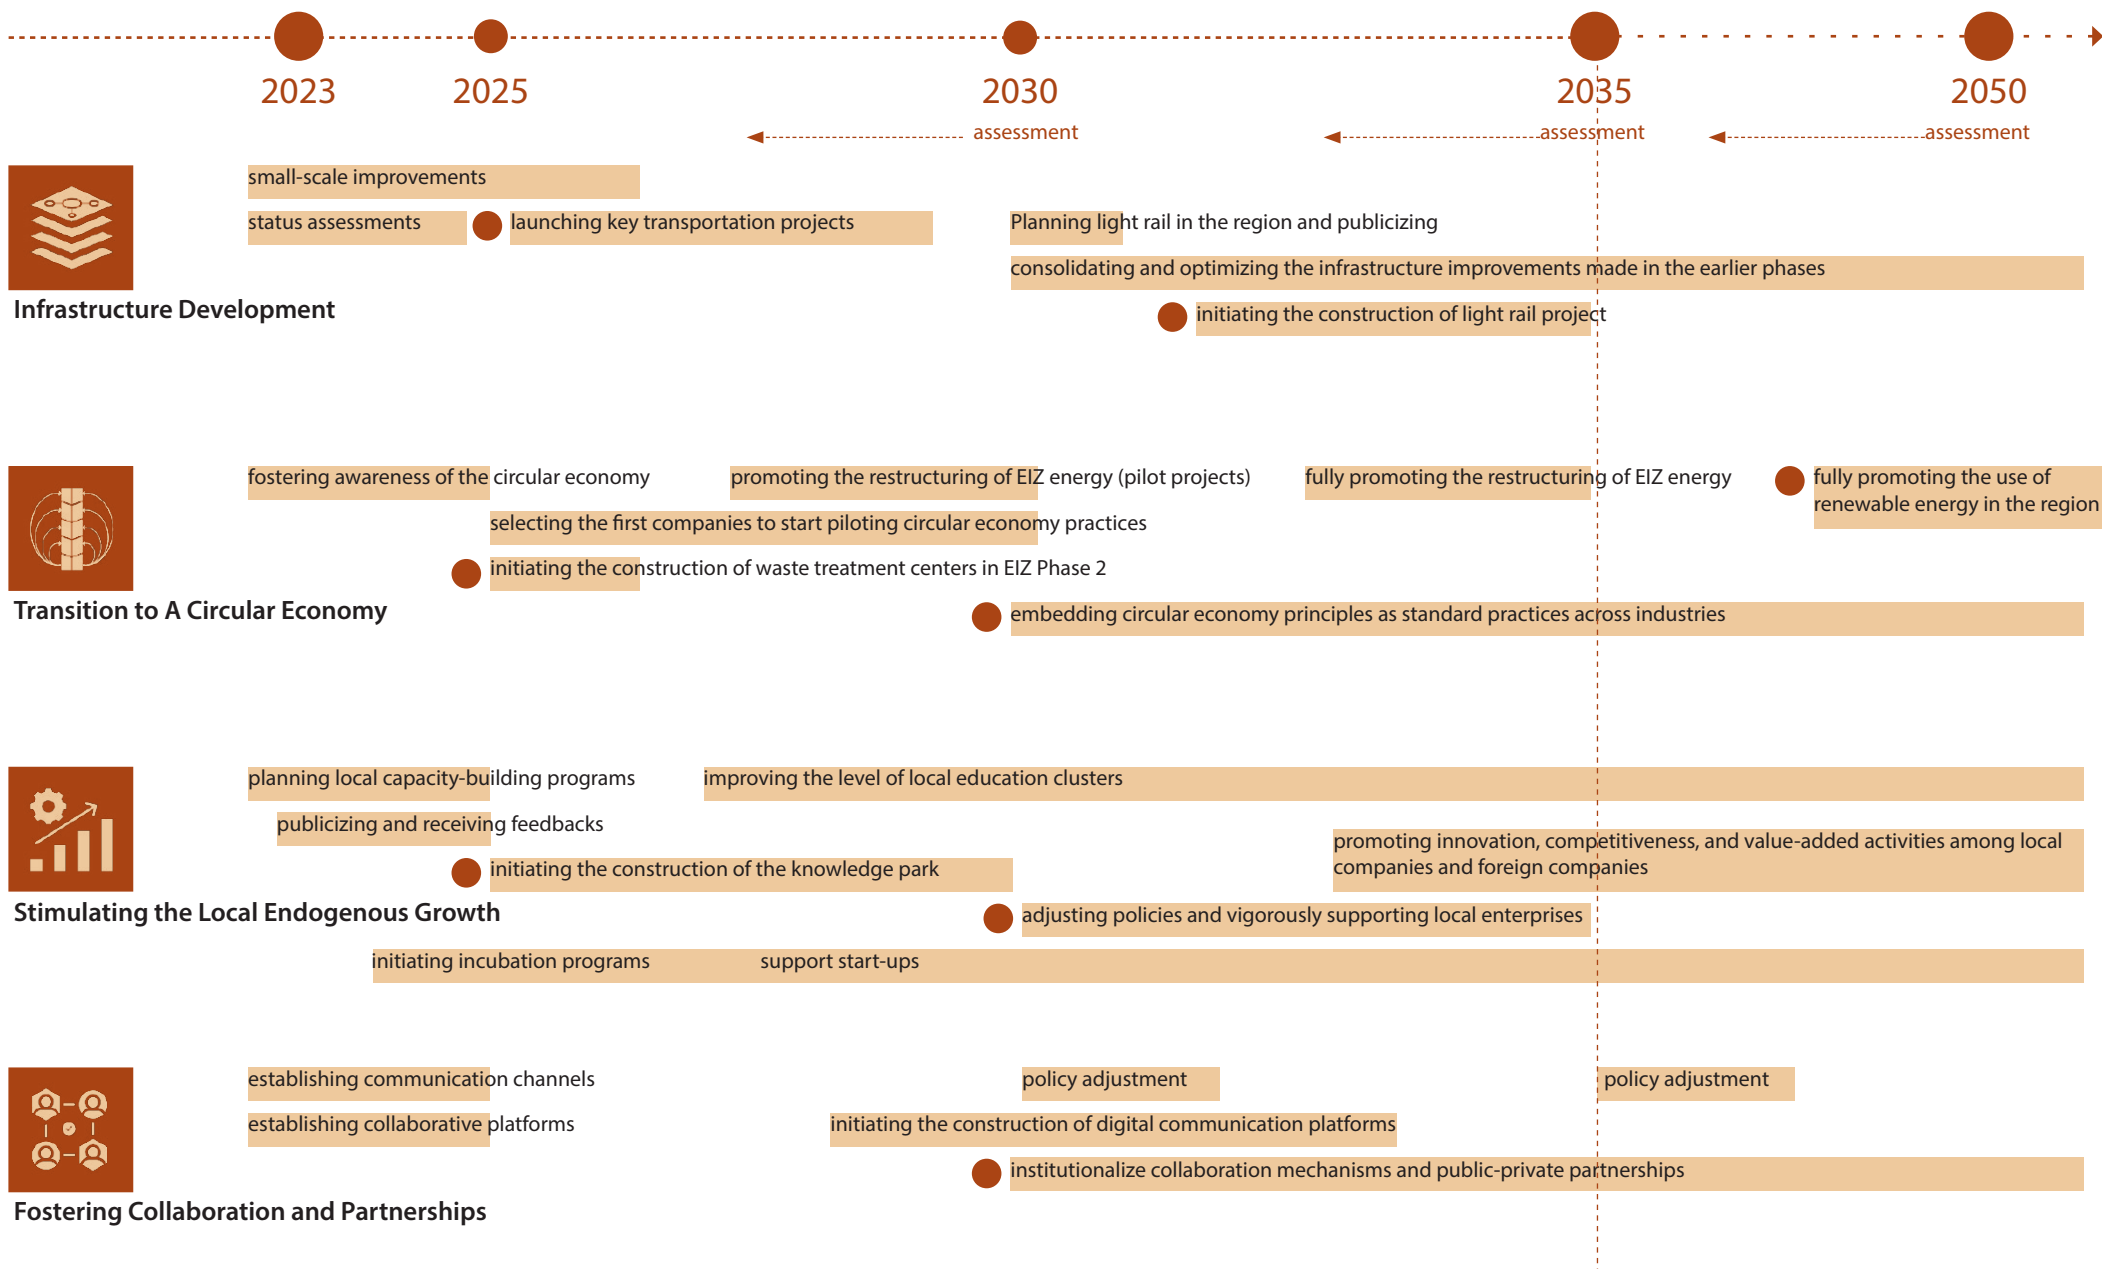 2023
2025
2030
2035
2050
assessment
assessment
assessment
small-scale improvements
status assessments
launching key transportation projects
Planning light rail in the region and publicizing
consolidating and optimizing the infrastructure improvements made in the earlier phases
Infrastructure Development
initiating the construction of light rail project
fostering awareness of the circular economy
promoting the restructuring of EIZ energy (pilot projects)
fully promoting the restructuring of EIZ energy
fully promoting the use of
renewable energy in the region
selecting the first companies to start piloting circular economy practices
initiating the construction of waste treatment centers in EIZ Phase 2
Transition to A Circular Economy
embedding circular economy principles as standard practices across industries
planning local capacity-building programs
improving the level of local education clusters
publicizing and receiving feedbacks
promoting innovation, competitiveness, and value-added activities among local
companies and foreign companies
initiating the construction of the knowledge park
Stimulating the Local Endogenous Growth
adjusting policies and vigorously supporting local enterprises
initiating incubation programs
support start-ups
establishing communication channels
policy adjustment
policy adjustment
establishing collaborative platforms
initiating the construction of digital communication platforms
institutionalize collaboration mechanisms and public-private partnerships
Fostering Collaboration and Partnerships